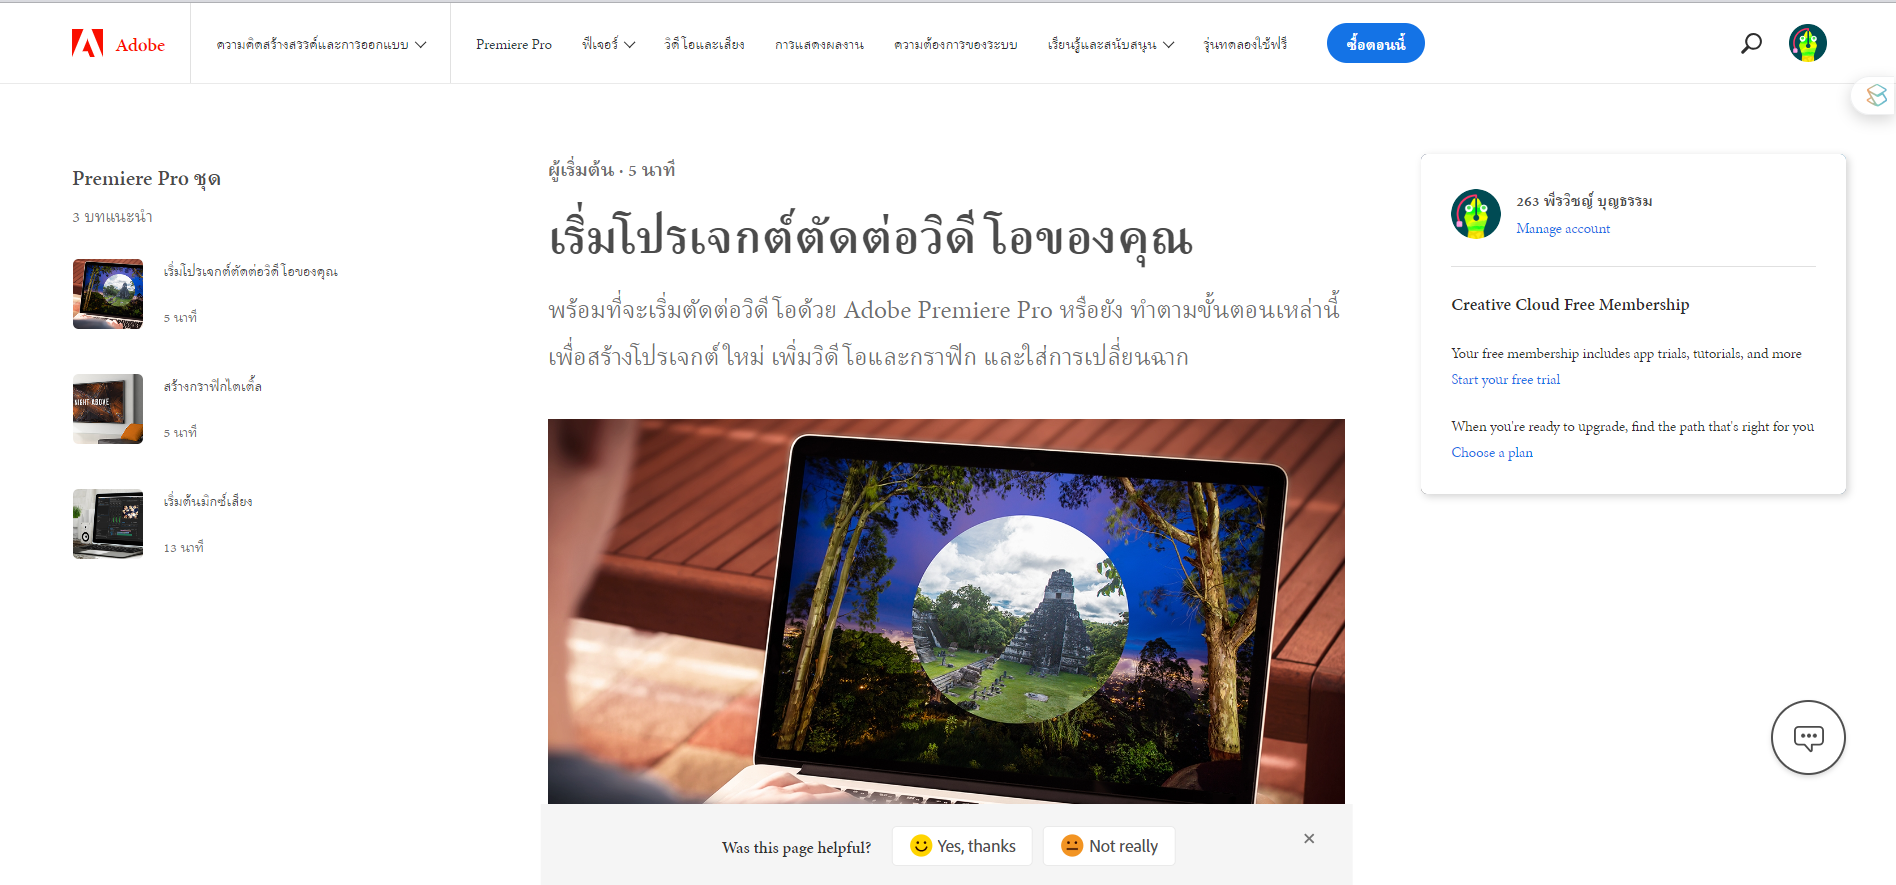 Adobe
ความคิดสร้างสรรค์และการออกแบบ
Premiere Pro
ฟีเจอร์
วิดีโอและเสียง
การแสดงผลงาน
ความต้องการของระบบ
เรียนรู้และสนับสนุน
รุ่นทดลองใช้ฟรี
ซื้อตอนนี้
Premiere Pro ชุด
3 บทแนะนำ
เริ่มโปรเจกต์ตัดต่อวิดีโอของคุณ
5 นาที
สร้างกราฟิกไตเติ้ล
5 นาที
NIGHT ABOVE
เริ่มต้นมิกซ์เสียง
13 นาที
ผู้เริ่มต้น • 5 นาที
เริ่มโปรเจกต์ตัดต่อวิดีโอของคุณ
พร้อมที่จะเริ่มตัดต่อวิดีโอด้วย Adobe Premiere Pro หรือยัง ทำตามขั้นตอนเหล่านี้
เพื่อสร้างโปรเจกต์ใหม่ เพิ่มวิดีโอและกราฟิก และใส่การเปลี่ยนฉาก
263 พีรวิชญ์ บุญธรรม
Manage account
Creative Cloud Free Membership
Your free membership includes app trials, tutorials, and more
Start your free trial
When you're ready to upgrade, find the path that's right for you
Choose a plan
Was this page helpful?
Yes, thanks
Not really